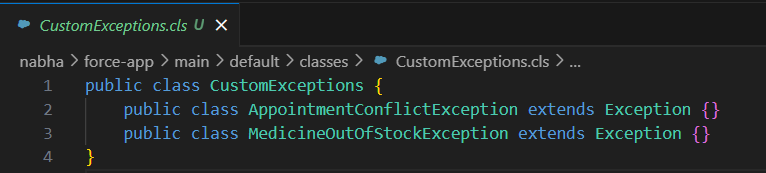 CustomExceptions.cls U ×
nabha > force-app > main > default > classes > CustomExceptions.cls > ...
1 public class CustomExceptions {
2     public class AppointmentConflictException extends Exception {}
3     public class MedicineOutOfStockException extends Exception {}
4 }